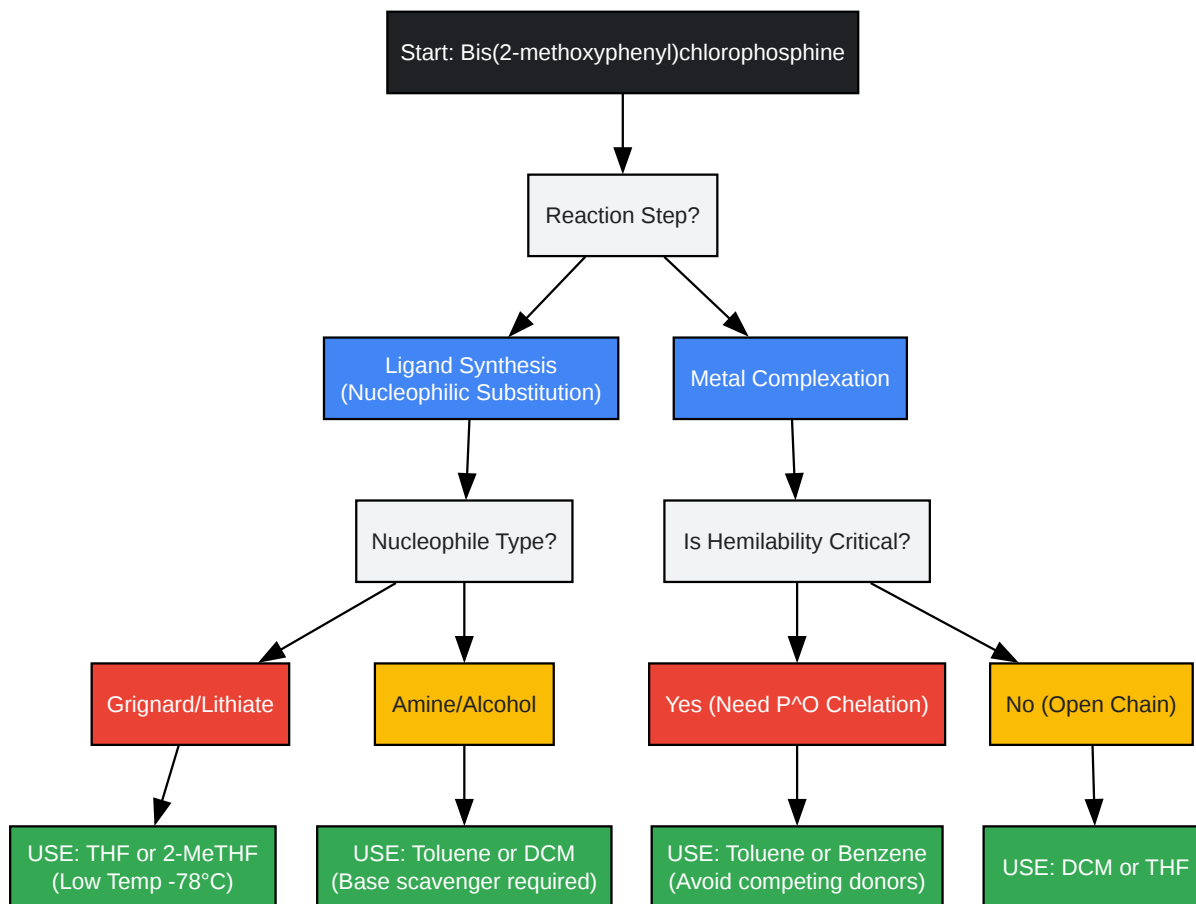 Start: Bis(2-methoxyphenyl)chlorophosphine
Reaction Step?
Ligand Synthesis
(Nucleophilic Substitution)
Metal Complexation
Nucleophile Type?
Is Hemilability Critical?
Grignard/Lithiate
Amine/Alcohol
Yes (Need P^O Chelation)
No (Open Chain)
USE: THF or 2-MeTHF
(Low Temp -78°C)
USE: Toluene or DCM
(Base scavenger required)
USE: Toluene or Benzene
(Avoid competing donors)
USE: DCM or THF